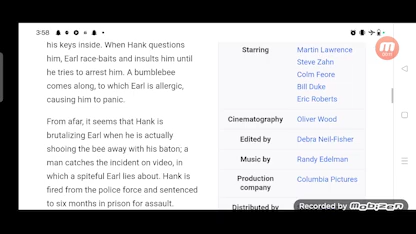 3:58
his keys inside. When Hank questions
him, Earl race-baits and insults him until
he tries to arrest him. A bumblebee
comes along, to which Earl is allergic,
causing him to panic.
From afar, it seems that Hank is
brutalizing Earl when he is actually
shooing the bee away with his baton; a
man catches the incident on video, in
which a spiteful Earl lies about. Hank is
fired from the police force and sentenced
to six months in prison for assault.
Starring Martin Lawrence
Steve Zahn
Colm Feore
Bill Duke
Eric Roberts
Cinematography Oliver Wood
Edited by Debra Neil-Fisher
Music by Randy Edelman
Production Columbia Pictures
company
Distributed by
Recorded by Mobizen